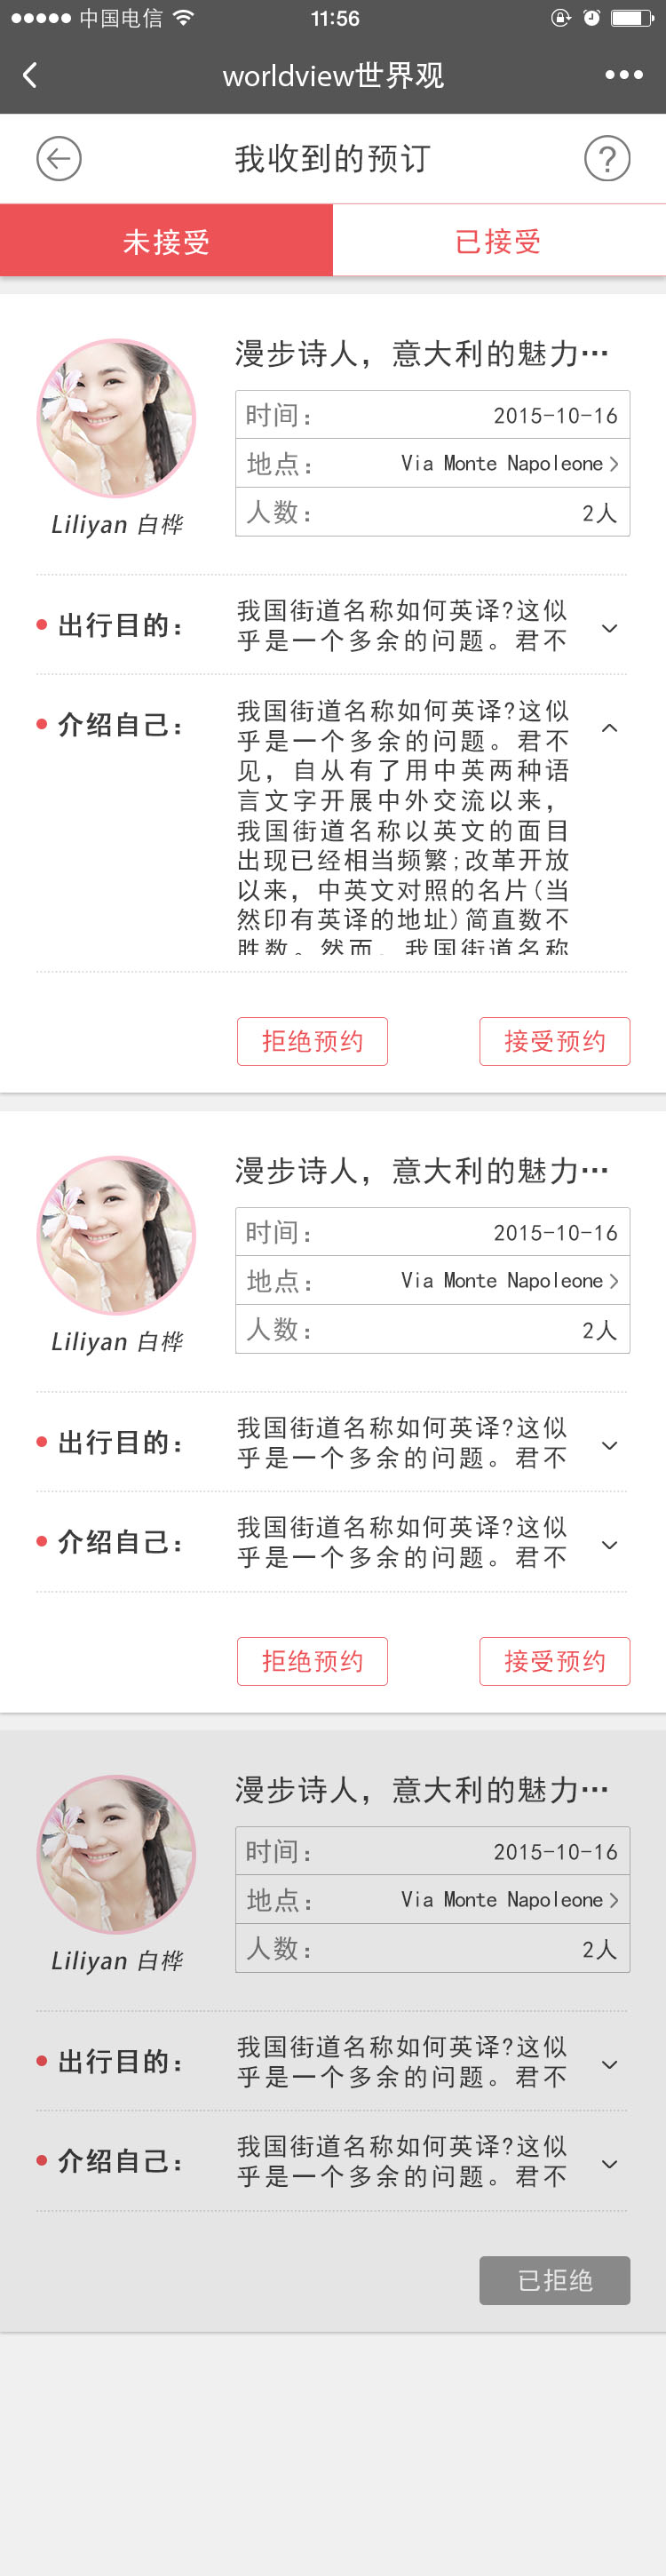 中国电信
11:56
worldview世界观
我收到的预订
?
未接受
已接受
漫步诗人，意大利的魅力…
时间：
2015-10-16
地点：
Via Monte Napoleone
人数：
2人
Liliyan 白桦
出行目的：
我国街道名称如何英译?这似
乎是一个多余的问题。君不
介绍自己：
我国街道名称如何英译?这似
乎是一个多余的问题。君不
见，自从有了用中英两种语
言文字开展中外交流以来，
我国街道名称以英文的面目
出现已经相当频繁;改革开放
以来，中英文对照的名片(当
然印有英译的地址)简直数不
胜数。然而，我国街道名称
拒绝预约
接受预约
漫步诗人，意大利的魅力…
时间：
2015-10-16
地点：
Via Monte Napoleone
人数：
2人
Liliyan 白桦
出行目的：
我国街道名称如何英译?这似
乎是一个多余的问题。君不
介绍自己：
我国街道名称如何英译?这似
乎是一个多余的问题。君不
拒绝预约
接受预约
漫步诗人，意大利的魅力…
时间：
2015-10-16
地点：
Via Monte Napoleone
人数：
2人
Liliyan 白桦
出行目的：
我国街道名称如何英译?这似
乎是一个多余的问题。君不
介绍自己：
我国街道名称如何英译?这似
乎是一个多余的问题。君不
已拒绝